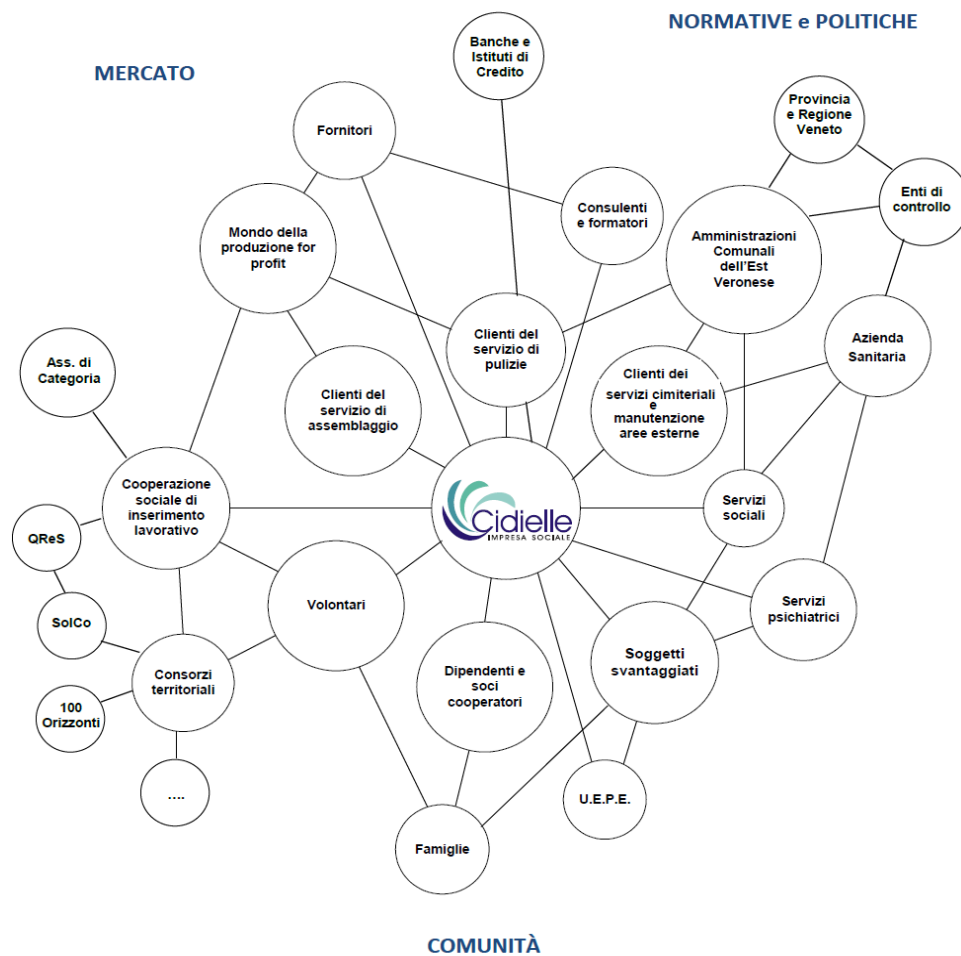 NORMATIVE e POLITICHE
MERCATO
Banche e
Istituti di
Credito
Provincia
e Regione
Veneto
Fornitori
Enti di
controllo
Consulenti
e formatori
Mondo della
produzione for
profit
Amministrazioni
Comunali
dell'Est
Veronese
Clienti del
servizio di
pulizie
Azienda
Sanitaria
Ass. di
Categoria
Clienti del
servizio di
assemblaggio
Clienti dei
servizi cimiteriali
e
manutenzione
aree esterne
Cooperazione
sociale di
inserimento
lavorativo
Cidielle
IMPRESA SOCIALE
Servizi
sociali
QReS
SolCo
Volontari
Servizi
psichiatrici
Soggetti
svantaggiati
Dipendenti e
soci
cooperatori
Consorzi
territoriali
100
Orizzonti
....
U.E.P.E.
Famiglie
COMUNITÀ